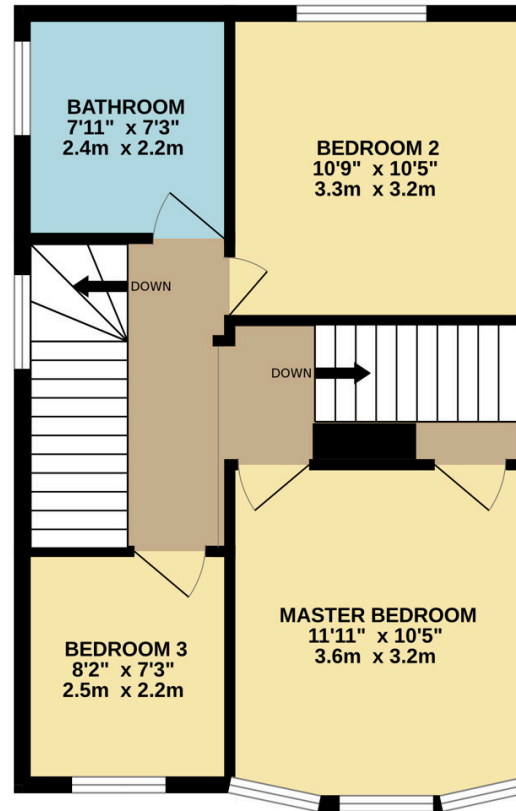 BATHROOM
7'11" x 7'3"
2.4m x 2.2m
BEDROOM 2
10'9" x 10'5"
3.3m x 3.2m
DOWN
DOWN
BEDROOM 3
8'2" x 7'3"
2.5m x 2.2m
MASTER BEDROOM
11'11" x 10'5"
3.6m x 3.2m